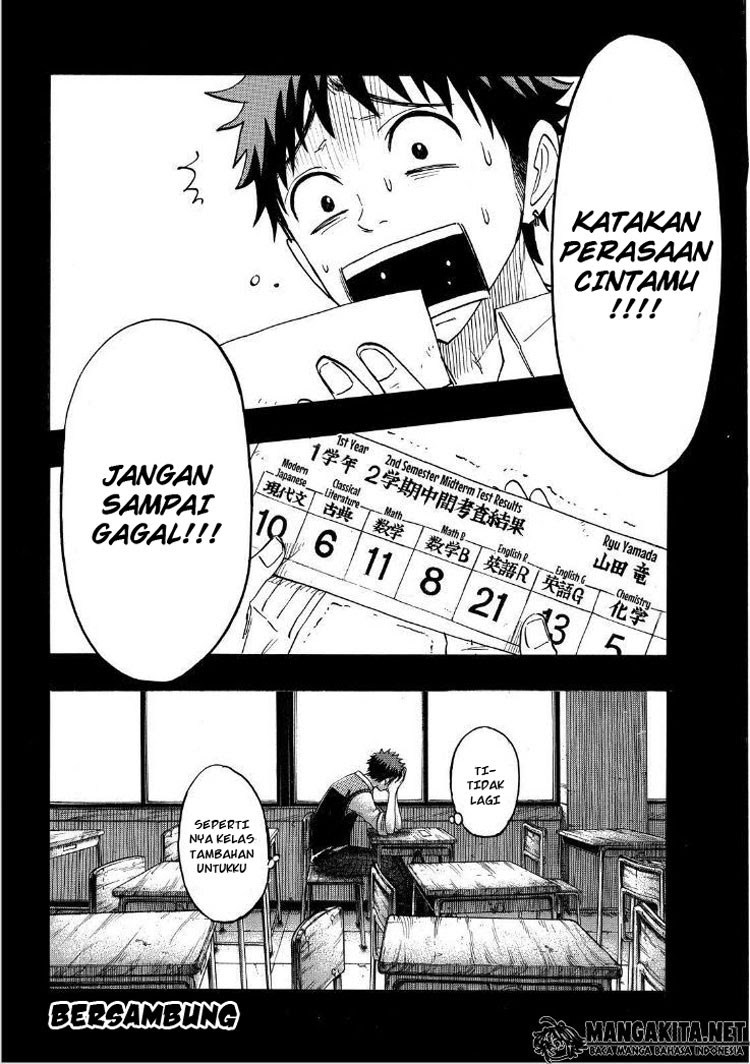 KATAKAN
PERASAAN
CINTAMU
!!!!
JANGAN
SAMPAI
GAGAL!!!
1st Year
2nd Semester Midterm Test Results
1学年 2学期中間考査結果
Ryu Yamada
山田 竜
Modern Japanese
現代文
10
Classical Literature
古典
6
Math
数学
11
Math B
数学B
8
English R
英語R
21
English G
英語G
13
Chemistry
化学
5
TI-
TIDAK
LAGI
SEPERTI
NYA KELAS
TAMBAHAN
UNTUKKU
BERSAMBUNG
MANGAKITA.NET
BACA MANGA BAHASA INDONESIA